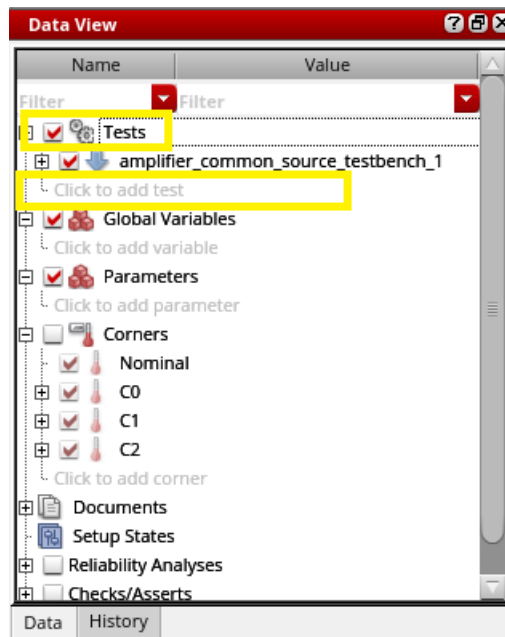 Data View
Name Value
Filter Filter
Tests
amplifier_common_source_testbench_1
Click to add test
Global Variables
Click to add variable
Parameters
Click to add parameter
Corners
Nominal
C0
C1
C2
Click to add corner
Documents
Setup States
Reliability Analyses
Checks/Asserts
Data History